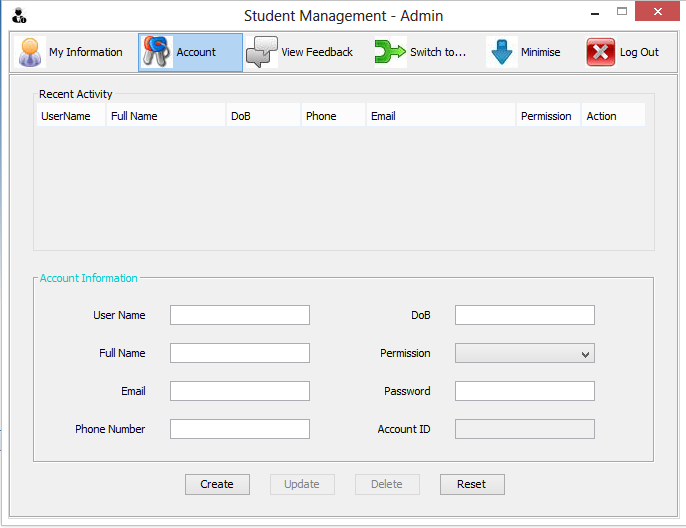 Student Management - Admin
My Information Account View Feedback Switch to... Minimise Log Out
Recent Activity
UserName Full Name DoB Phone Email Permission Action
Account Information
User Name DoB
Full Name Permission
Email Password
Phone Number Account ID
Create Update Delete Reset